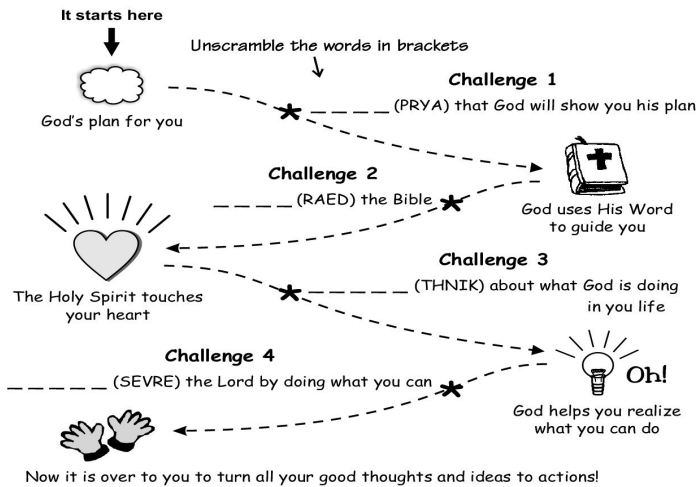 It starts here
Unscramble the words in brackets
God's plan for you
Challenge 1
_ _ _ _ (PRYA) that God will show you his plan
God uses His Word
to guide you
Challenge 2
_ _ _ _ (RAED) the Bible
The Holy Spirit touches
your heart
Challenge 3
_ _ _ _ _ (THNIK) about what God is doing
in you life
Oh!
God helps you realize
what you can do
Challenge 4
_ _ _ _ _ (SEVRE) the Lord by doing what you can
Now it is over to you to turn all your good thoughts and ideas to actions!